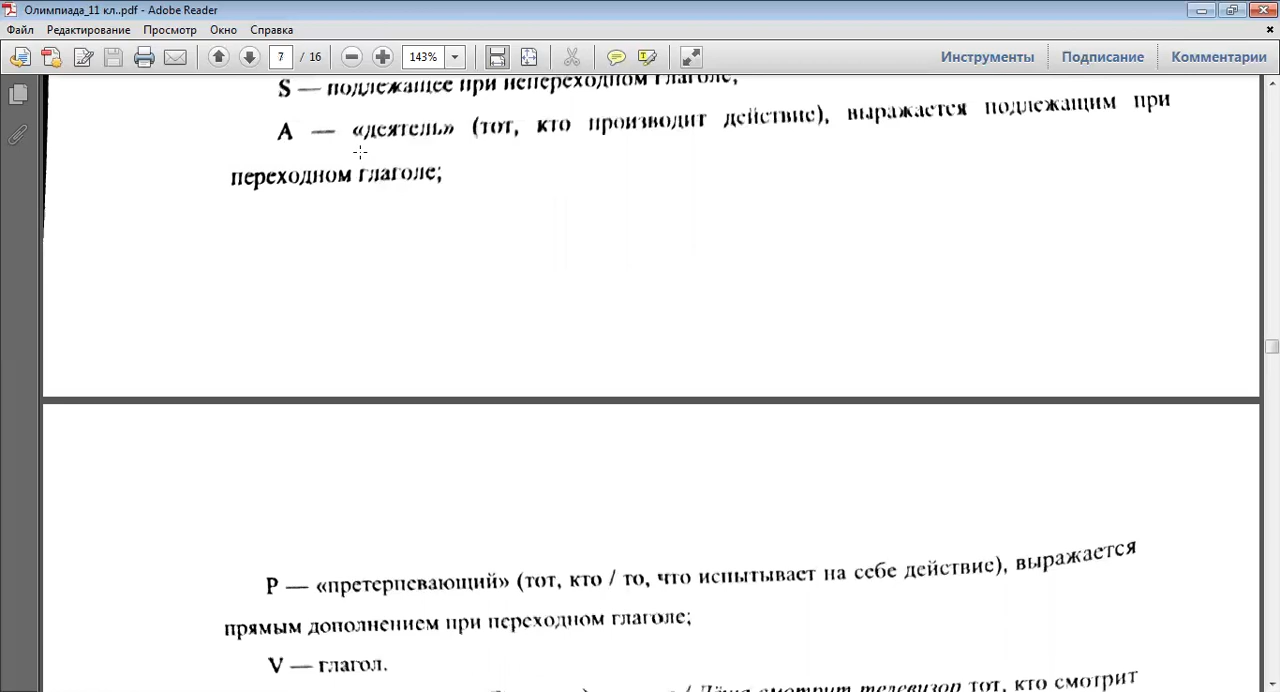 Олимпиада_11 кл..pdf - Adobe Reader
Файл Редактирование Просмотр Окно Справка
7 / 16 143% Инструменты Подписание Комментарии
S — подлежащее при непереходном глаголе;
А — «деятель» (тот, кто производит действие), выражается подлежащим при
переходном глаголе;
Р — «претерпевающий» (тот, кто / то, что испытывает на себе действие), выражается
прямым дополнением при переходном глаголе;
V — глагол.
/ Лёша смотрит телевизор тот, кто смотрит